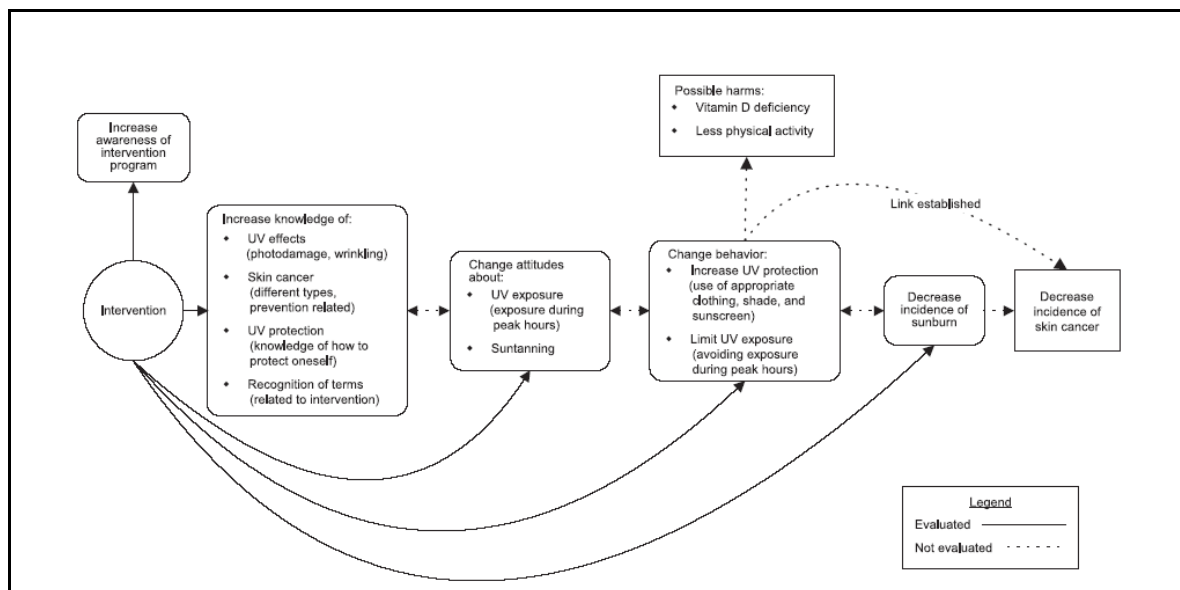 Increase
awareness of
intervention
program
Intervention
Increase knowledge of:
◆ UV effects
(photodamage, wrinkling)
◆ Skin cancer
(different types,
prevention related)
◆ UV protection
(knowledge of how to
protect oneself)
◆ Recognition of terms
(related to intervention)
Change attitudes
about:
◆ UV exposure
(exposure during
peak hours)
◆ Suntanning
Possible harms:
◆ Vitamin D deficiency
◆ Less physical activity
Change behavior:
◆ Increase UV protection
(use of appropriate
clothing, shade, and
sunscreen)
◆ Limit UV exposure
(avoiding exposure
during peak hours)
Link established
Decrease
incidence of
sunburn
Decrease
incidence of
skin cancer
Legend
Evaluated
Not evaluated